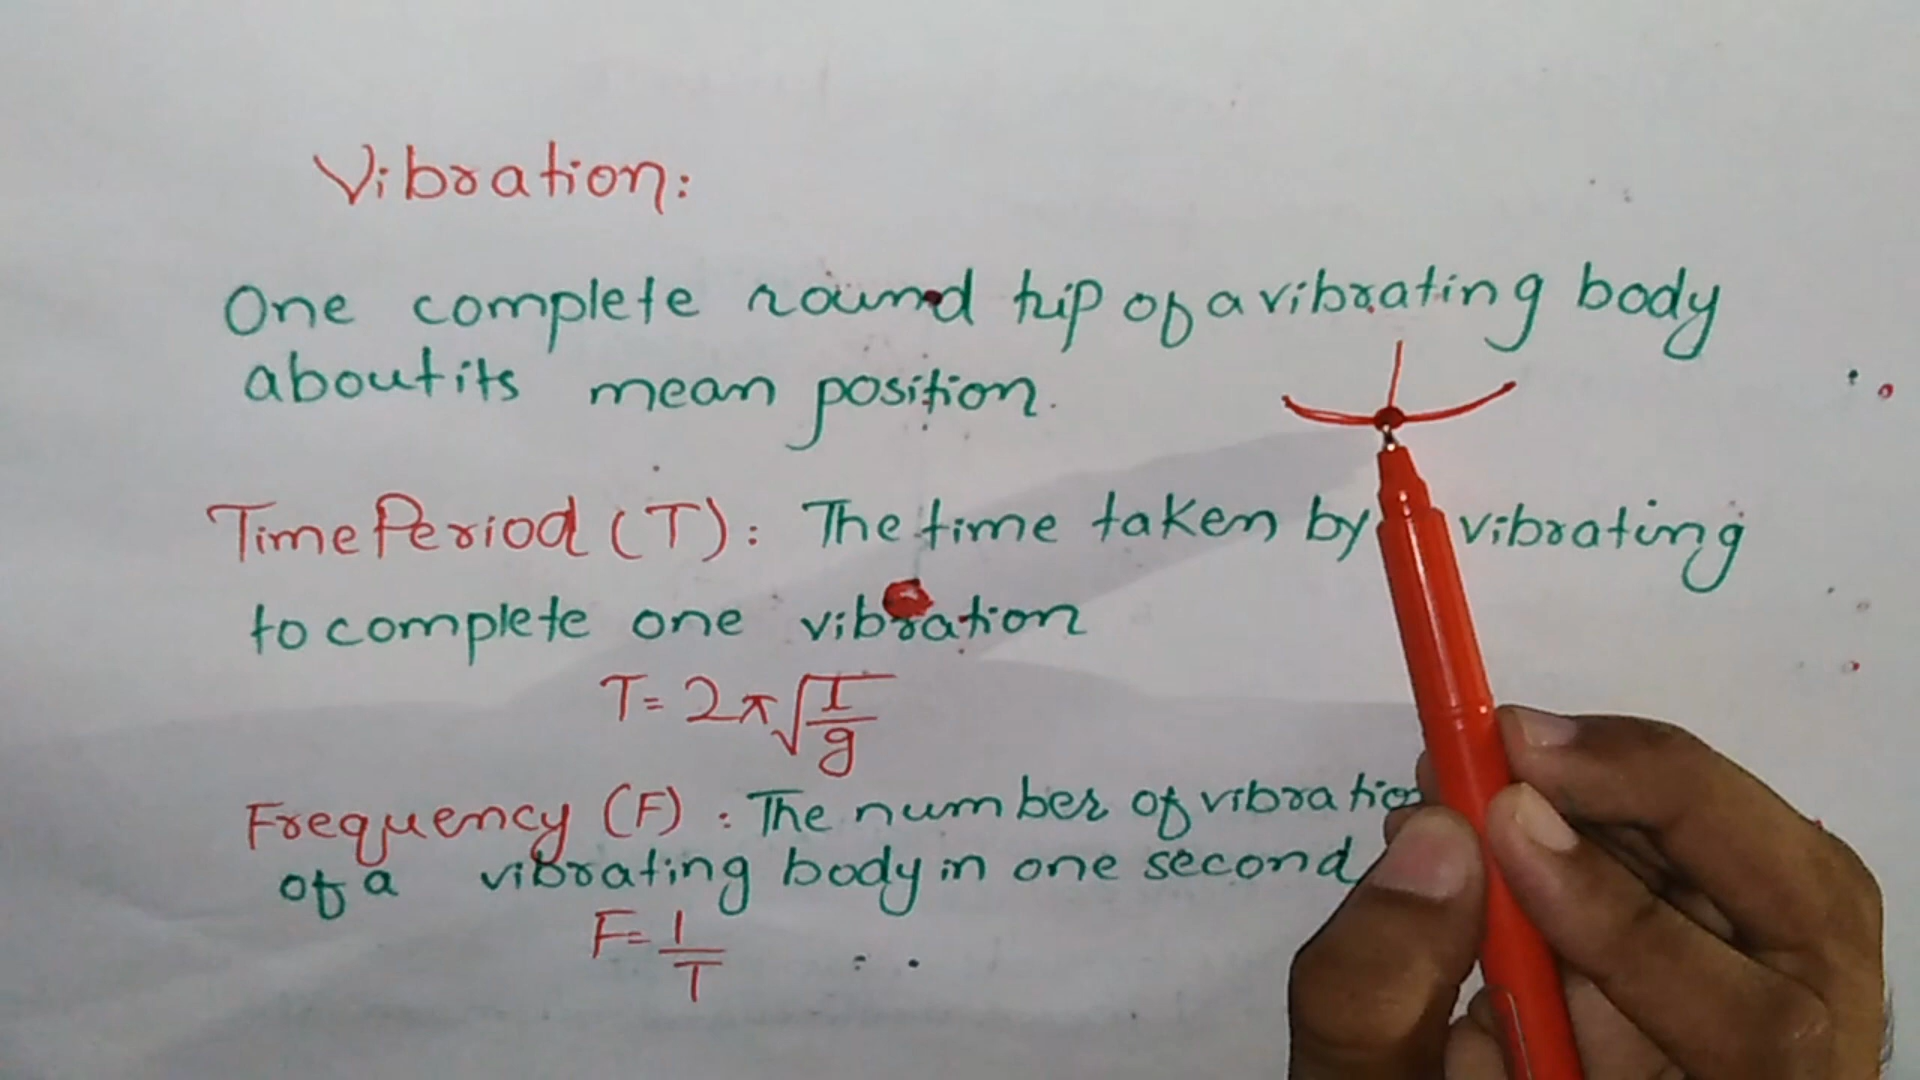 Vibration:
One complete round trip of a vibrating body
about its mean position.
Time Period (T): The time taken by vibrating
to complete one vibration
T = 2π√I/g
Frequency (F): The number of vibratio
of a vibrating body in one second
F = 1/T